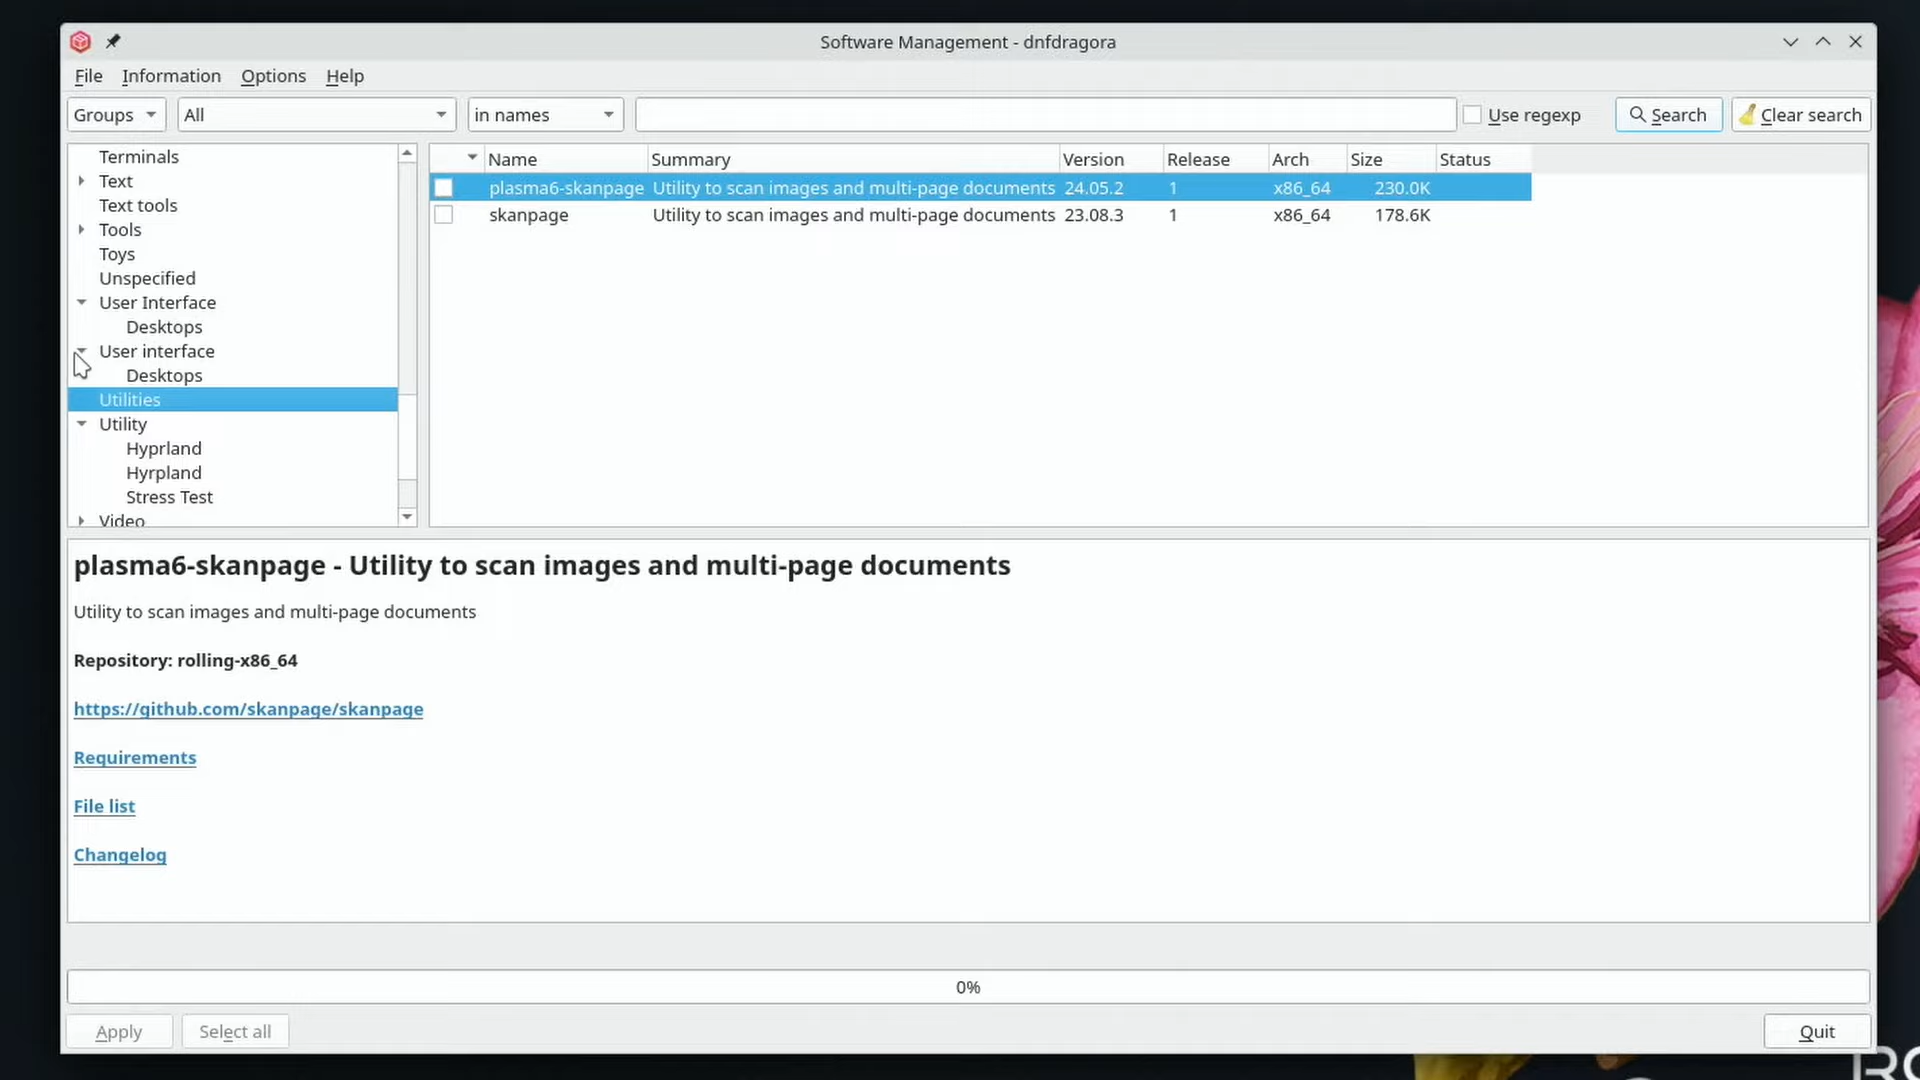 Software Management - dnfdragora
File Information Options Help
Groups All in names Use regexp Search Clear search
Terminals
Text
Text tools
Tools
Toys
Unspecified
User Interface
Desktops
User interface
Desktops
Utilities
Utility
Hyprland
Hyrpland
Stress Test
Video
Name Summary Version Release Arch Size Status
plasma6-skanpage Utility to scan images and multi-page documents 24.05.2 1 x86_64 230.0K
skanpage Utility to scan images and multi-page documents 23.08.3 1 x86_64 178.6K
plasma6-skanpage - Utility to scan images and multi-page documents
Utility to scan images and multi-page documents
Repository: rolling-x86_64
https://github.com/skanpage/skanpage
Requirements
File list
Changelog
0%
Apply Select all Quit